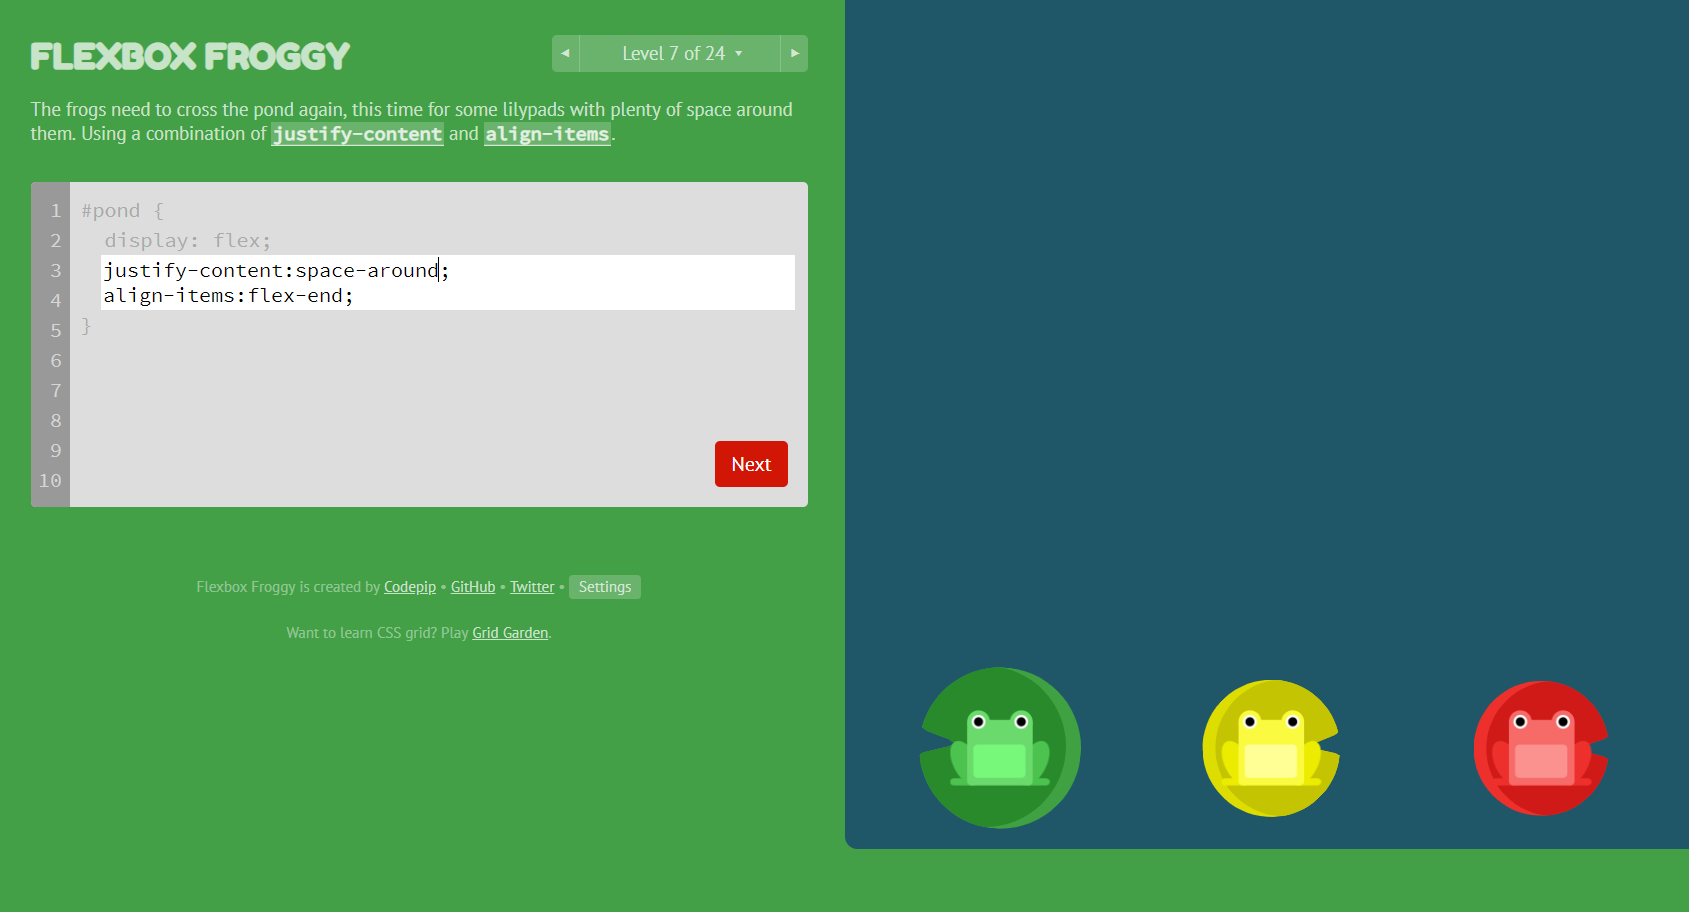 FLEXBOX FROGGY
◄ Level 7 of 24 ▾ ►
The frogs need to cross the pond again, this time for some lilypads with plenty of space around
them. Using a combination of justify-content and align-items.
1 #pond {
2 display: flex;
3 justify-content:space-around;
4 align-items:flex-end;
5 }
6
7
8
9
10
Next
Flexbox Froggy is created by Codepip • GitHub • Twitter • Settings
Want to learn CSS grid? Play Grid Garden.